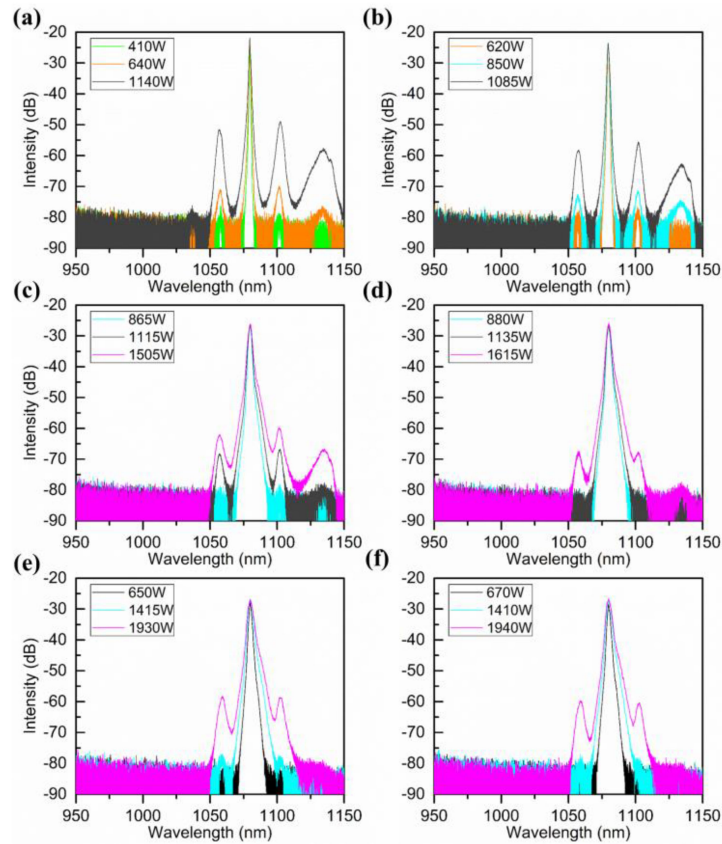 (a)
-20
-30
-40
-50
-60
-70
-80
-90
410W
640W
1140W
Intensity (dB)
950 1000 1050 1100 1150
Wavelength (nm)
(b)
-20
-30
-40
-50
-60
-70
-80
-90
620W
850W
1085W
Intensity (dB)
950 1000 1050 1100 1150
Wavelength (nm)
(c)
-20
-30
-40
-50
-60
-70
-80
-90
865W
1115W
1505W
Intensity (dB)
950 1000 1050 1100 1150
Wavelength (nm)
(d)
-20
-30
-40
-50
-60
-70
-80
-90
880W
1135W
1615W
Intensity (dB)
950 1000 1050 1100 1150
Wavelength (nm)
(e)
-20
-30
-40
-50
-60
-70
-80
-90
650W
1415W
1930W
Intensity (dB)
950 1000 1050 1100 1150
Wavelength (nm)
(f)
-20
-30
-40
-50
-60
-70
-80
-90
670W
1410W
1940W
Intensity (dB)
950 1000 1050 1100 1150
Wavelength (nm)